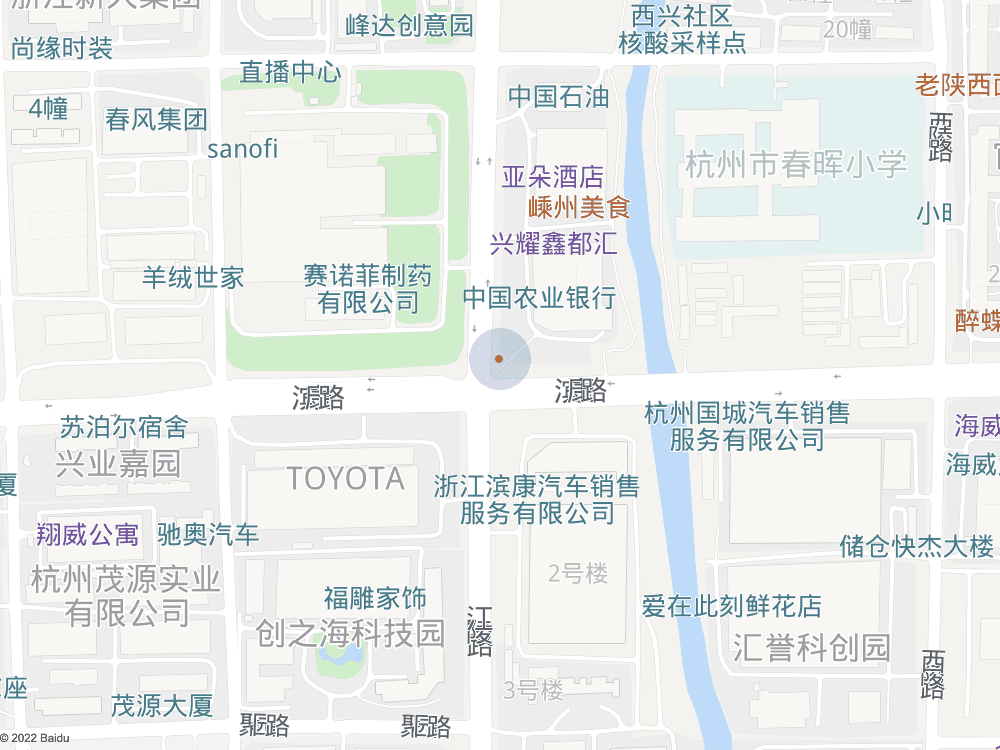 浙江新大集团
峰达创意园
西兴社区
核酸采样点
20幢
尚缘时装
直播中心
4幢
春风集团
中国石油
老陕西面
sanofi
杭州市春晖小学
亚朵酒店
嵊州美食
兴耀鑫都汇
羊绒世家
赛诺菲制药
有限公司
中国农业银行
醉蝶
滨路
滨路
苏泊尔宿舍
杭州国城汽车销售
服务有限公司
海威
兴业嘉园
TOYOTA
浙江滨康汽车销售
服务有限公司
海威
厦
翔威公寓
驰奥汽车
储仓快杰大楼
杭州茂源实业
有限公司
2号楼
福雕家饰
爱在此刻鲜花店
创之海科技园
江陵路
汇誉科创园
西路
座
茂源大厦
3号楼
聚路
聚路
© 2022 Baidu